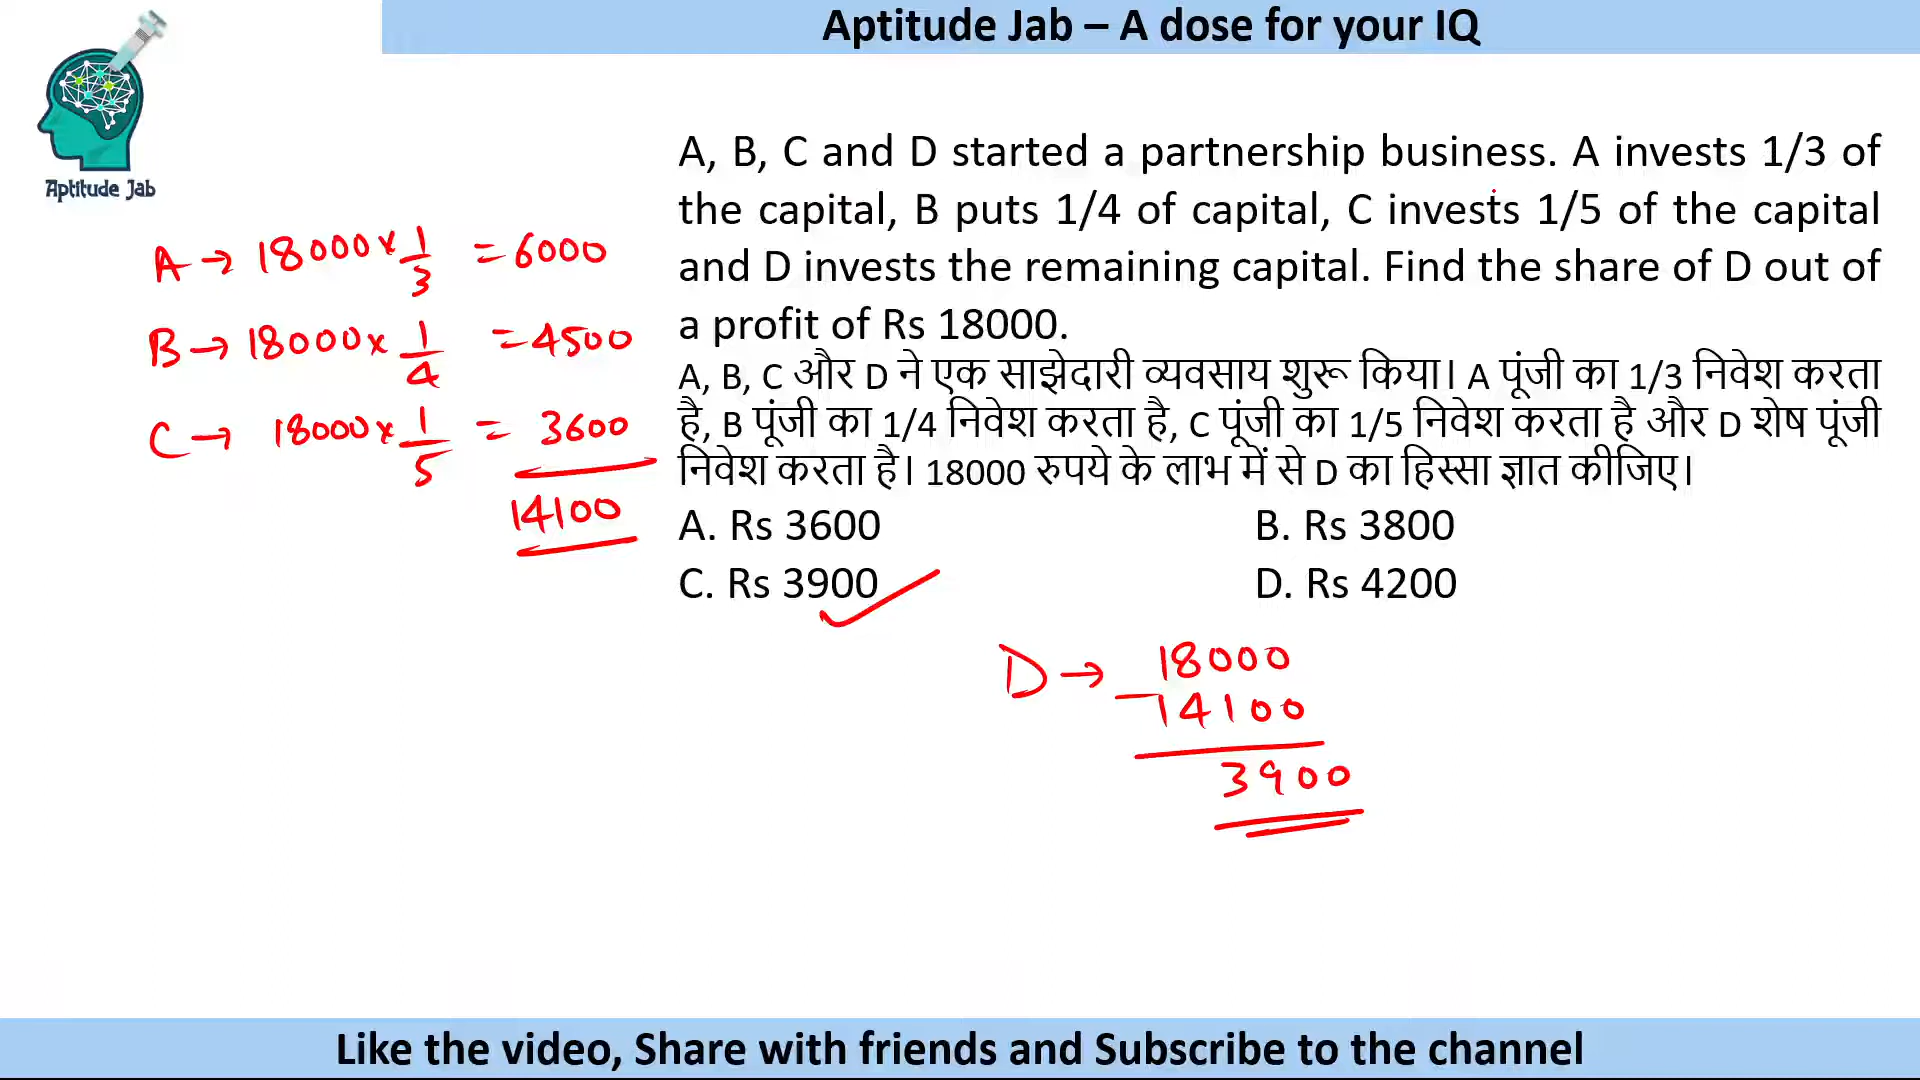 Aptitude Jab – A dose for your IQ
Aptitude Jab
A, B, C and D started a partnership business. A invests 1/3 of
the capital, B puts 1/4 of capital, C invests 1/5 of the capital
and D invests the remaining capital. Find the share of D out of
a profit of Rs 18000.
A, B, C और D ने एक साझेदारी व्यवसाय शुरू किया। A पूंजी का 1/3 निवेश करता
है, B पूंजी का 1/4 निवेश करता है, C पूंजी का 1/5 निवेश करता है और D शेष पूंजी
निवेश करता है। 18000 रुपये के लाभ में से D का हिस्सा ज्ञात कीजिए।
A. Rs 3600 B. Rs 3800
C. Rs 3900 D. Rs 4200
A → 18000 × 1/3 = 6000
B → 18000 × 1/4 = 4500
C → 18000 × 1/5 = 3600
14100
D → 18000
− 14100
3900
Like the video, Share with friends and Subscribe to the channel